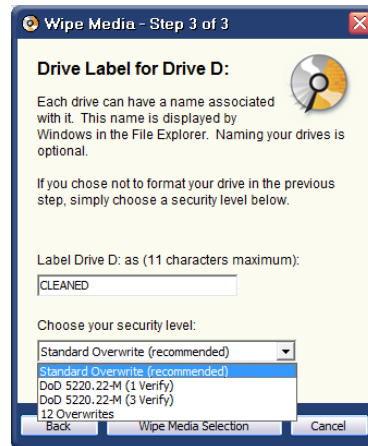 Wipe Media - Step 3 of 3
Drive Label for Drive D:
Each drive can have a name associated
with it. This name is displayed by
Windows in the File Explorer. Naming your drives is
optional.
If you chose not to format your drive in the previous
step, simply choose a security level below.
Label Drive D: as (11 characters maximum):
CLEANED
Choose your security level:
Standard Overwrite (recommended)
Standard Overwrite (recommended)
DoD 5220.22-M (1 Verify)
DoD 5220.22-M (3 Verify)
12 Overwrites
Back Wipe Media Selection Cancel